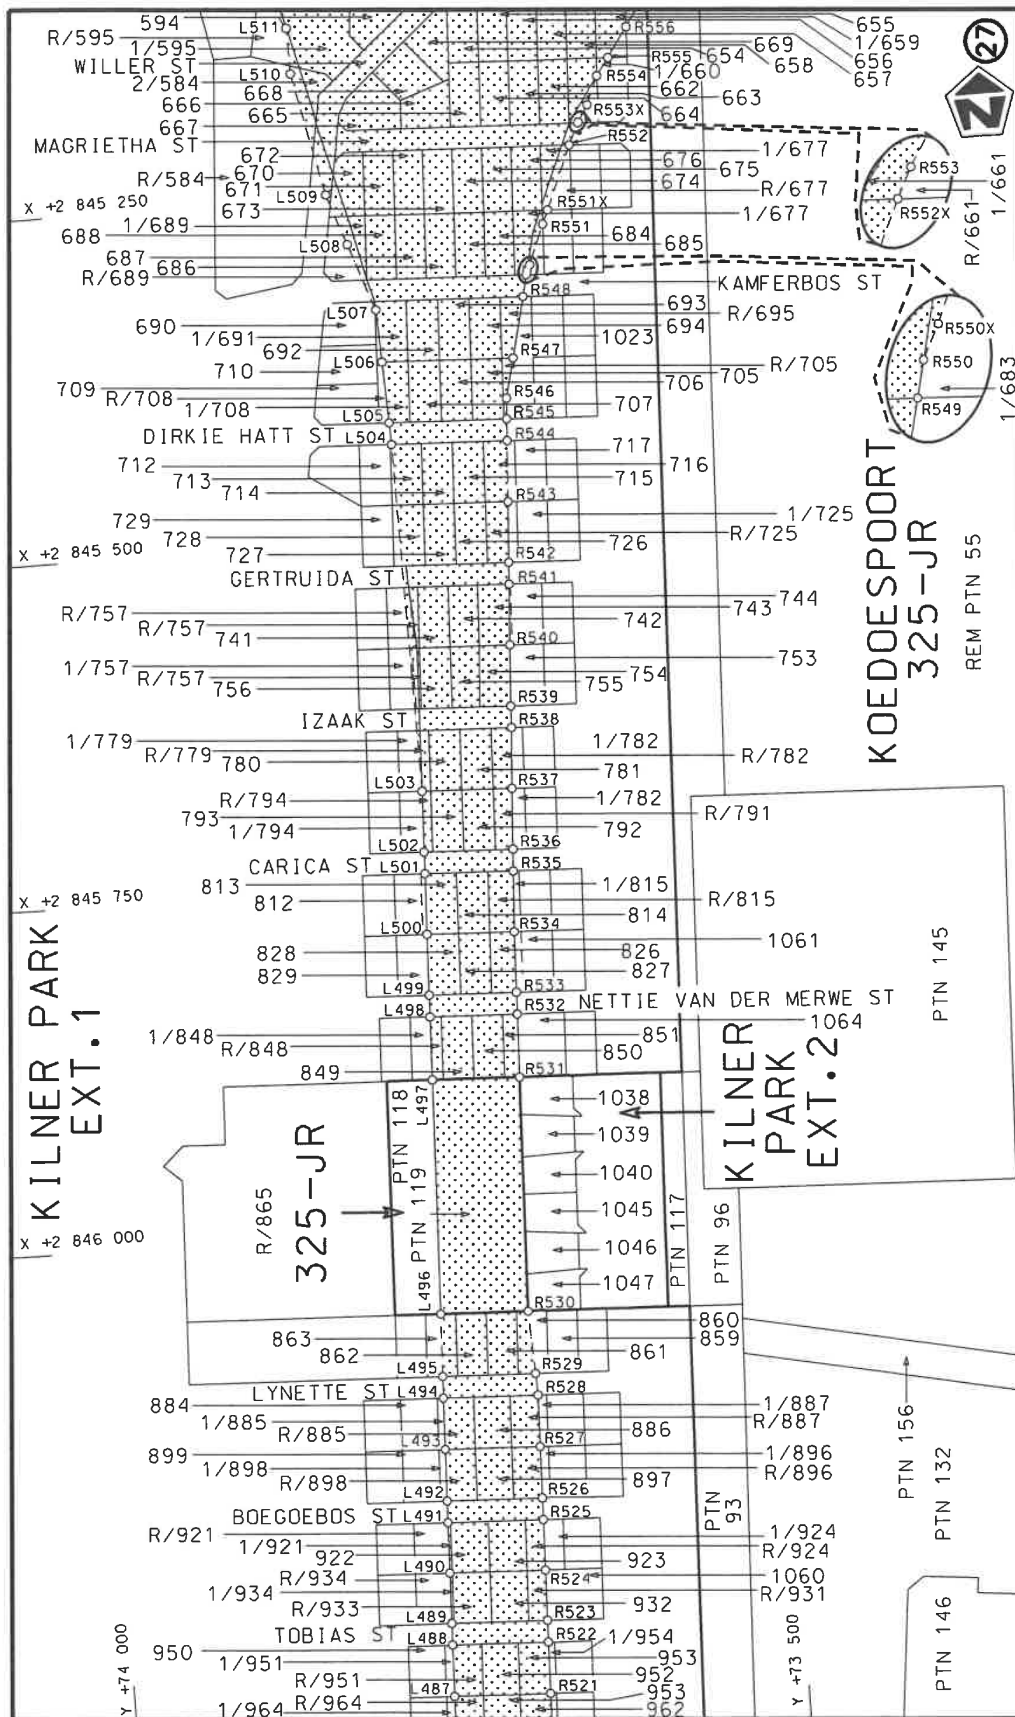 594
L511
R/595
1/595
WILLER ST
L510
2/584
668
666
665
667
MAGRIETHA ST
672
670
R/584
671
L509
673
X +2 845 250
1/689
688
L508
687
686
R/689
R556
655
1/659
669
656
R555
654
658
657
1/660
R554
662
663
R553X
664
R552
1/677
676
675
674
R/677
R551X
1/677
R551
684
685
27
N
R553
R552X
R/661
1/661
KAMFERBOS ST
R548
693
R/695
694
L507
690
1/691
1023
692
R547
L506
710
R/705
705
706
709
R/708
R546
707
1/708
L505
R545
R550X
R550
R549
1/683
DIRKIE HATT ST
L504
R544
717
712
716
713
715
714
R543
729
1/725
728
R/725
726
727
X +2 845 500
R542
GERTRUIDA ST
R541
744
R/757
743
R/757
742
741
R540
1/757
753
R/757
754
755
756
R539
KOEDOESPOORT
325-JR
REM PTN 55
IZAAK ST
R538
1/779
1/782
R/779
R/782
780
781
L503
R537
R/794
1/782
793
R/791
1/794
792
L502
R536
CARICA ST
L501
R535
813
1/815
812
R/815
814
X +2 845 750
L500
R534
828
1061
826
829
827
L499
R533
PTN 145
L498
R532
NETTIE VAN DER MERWE ST
1/848
1064
R/848
851
850
849
R531
L497
KILNER PARK
EXT.1
KILNER
PARK
EXT.2
PTN 118
PTN 119
1038
1039
1040
1045
1046
1047
R/865
325-JR
PTN 117
PTN 96
X +2 846 000
L496
R530
860
863
859
862
861
L495
R529
LYNETTE ST
L494
R528
884
1/887
1/885
R/887
R/885
886
L493
R527
899
1/896
1/898
R/896
R/898
897
L492
R526
PTN 156
PTN 132
PTN
93
BOEGOEBOS ST
L491
R525
R/921
1/924
1/921
R/924
922
923
L490
R524
R/934
1060
1/934
R/931
R/933
932
L489
R523
TOBIAS ST
L488
R522
950
1/954
1/951
953
R/951
952
L487
R521
R/964
953
1/964
962
PTN 146
Y +74 000
Y +73 500